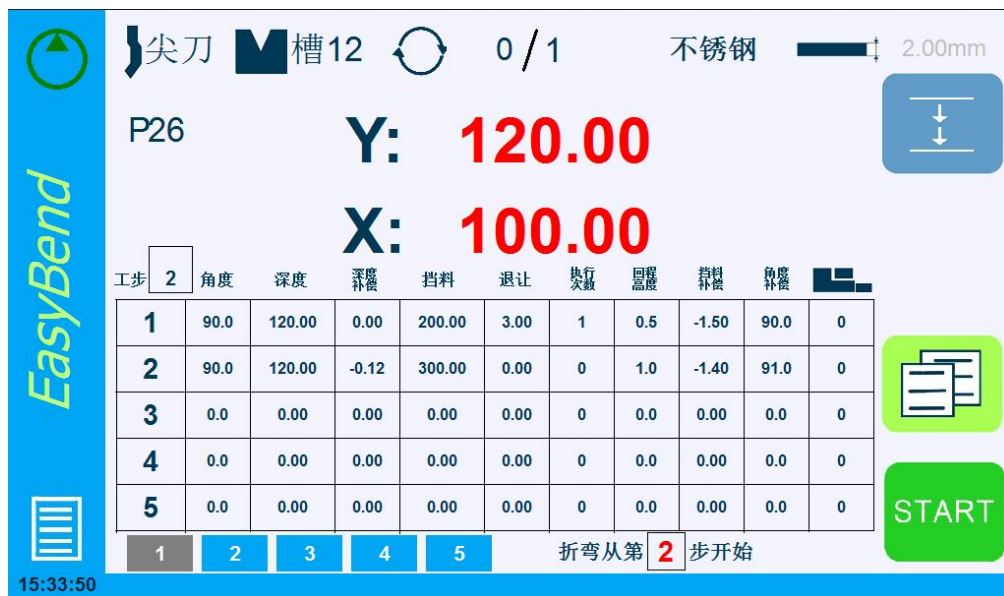 尖刀 槽12 0/1 不锈钢 2.00mm
P26
Y: 120.00
X: 100.00
EasyBend
工步 2 角度 深度 深度补偿 挡料 退让 执行次数 回程高度 挡料补偿 角度补偿
1 90.0 120.00 0.00 200.00 3.00 1 0.5 -1.50 90.0 0
2 90.0 120.00 -0.12 300.00 0.00 0 1.0 -1.40 91.0 0
3 0.0 0.00 0.00 0.00 0.00 0 0.0 0.00 0.0 0
4 0.0 0.00 0.00 0.00 0.00 0 0.0 0.00 0.0 0
5 0.0 0.00 0.00 0.00 0.00 0 0.0 0.00 0.0 0
START
1 2 3 4 5 折弯从第 2 步开始
15:33:50